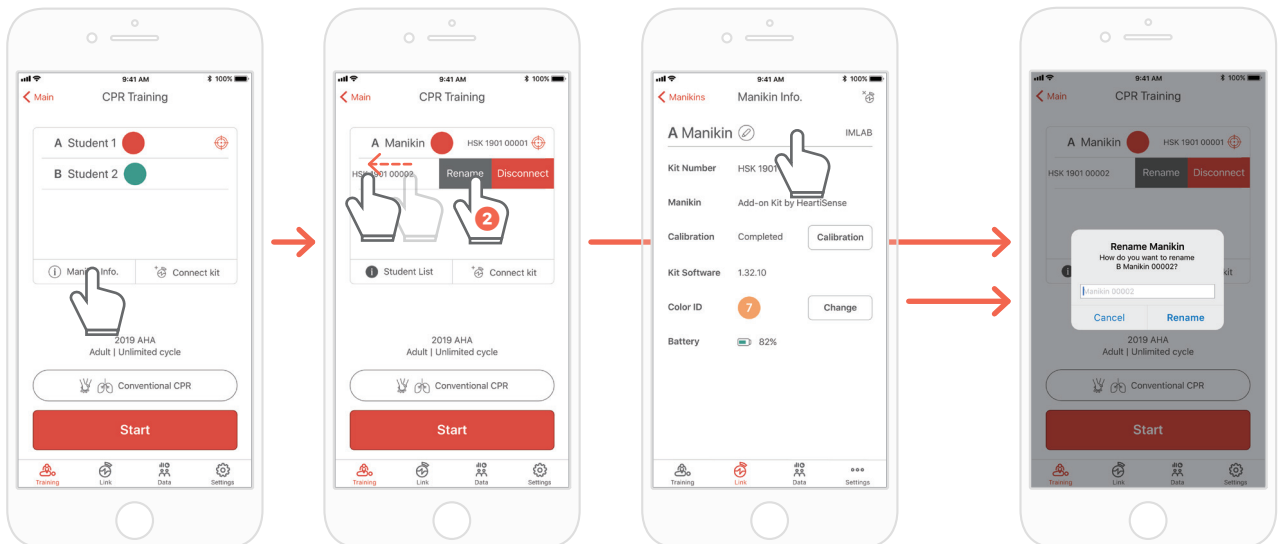 9:41 AM
100%
Main
CPR Training
A Student 1
B Student 2
Info.
Connect kit
2019 AHA
Adult | Unlimited cycle
Conventional CPR
Start
Training
Link
Data
Settings
9:41 AM
100%
Main
CPR Training
A Manikin
HSK 1901 00001
HSK 1901 00002
Rename
Disconnect
2
Student List
Connect kit
2019 AHA
Adult | Unlimited cycle
Conventional CPR
Start
Training
Link
Data
Settings
9:41 AM
100%
Manikins
Manikin Info.
A Manikin
IMLAB
Kit Number
HSK 1901
Manikin
Add-on Kit by HeartiSense
Calibration
Completed
Calibration
Kit Software
1.32.10
Color ID
7
Change
Battery
82%
Training
Link
Data
Settings
9:41 AM
100%
Main
CPR Training
A Manikin
HSK 1901 00001
HSK 1901 00002
Rename
Disconnect
Rename Manikin
How do you want to rename
B Manikin 00002?
Manikin 00002
Cancel
Rename
kit
2019 AHA
Adult | Unlimited cycle
Conventional CPR
Start
Training
Link
Data
Settings